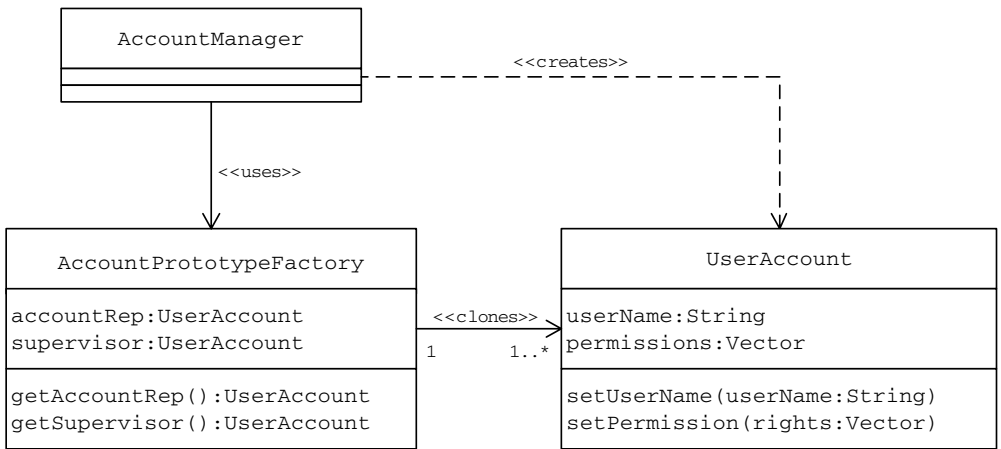 AccountManager
<<creates>>
<<uses>>
AccountPrototypeFactory
accountRep:UserAccount
supervisor:UserAccount
getAccountRep():UserAccount
getSupervisor():UserAccount
<<clones>>
1
1..*
UserAccount
userName:String
permissions:Vector
setUserName(userName:String)
setPermission(rights:Vector)